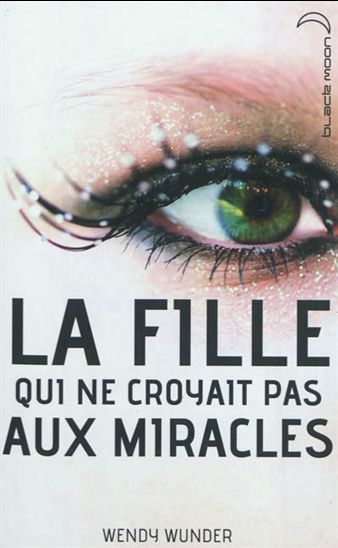 black moon
LA FILLE
QUI NE CROYAIT PAS
AUX MIRACLES
WENDY WUNDER